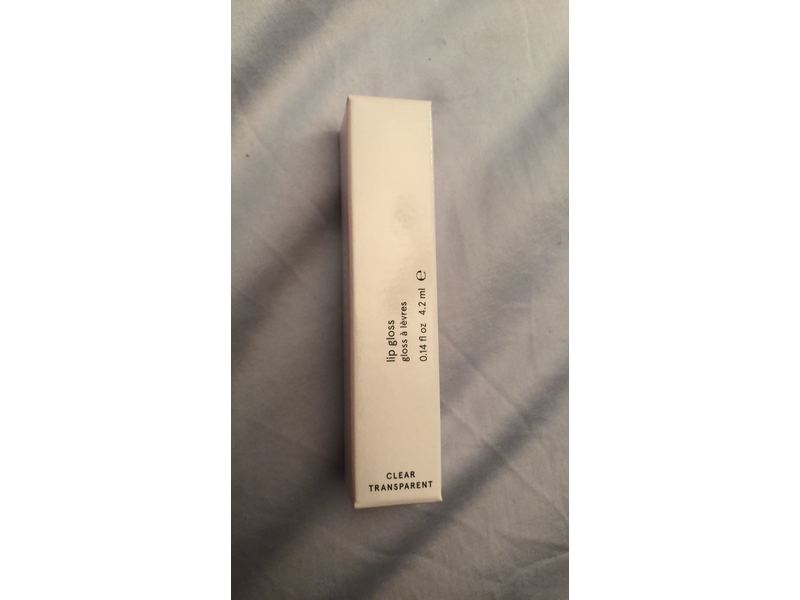 lip gloss
gloss à lèvres
0.14 fl oz 4.2 ml ℮
CLEAR
TRANSPARENT